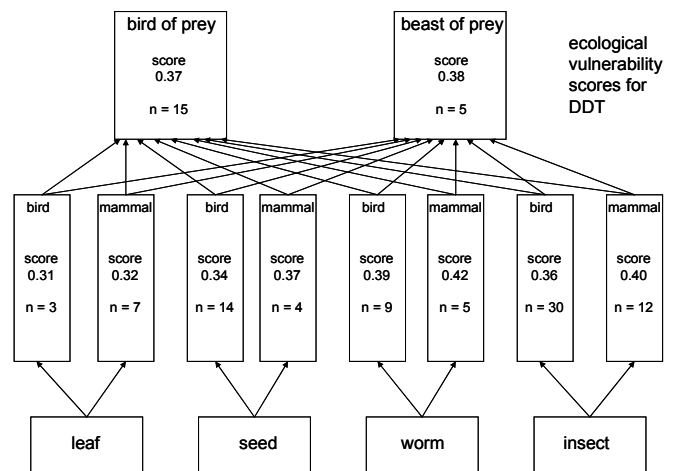 bird of prey
score
0.37
n = 15
beast of prey
score
0.38
n = 5
ecological
vulnerability
scores for
DDT
bird
score
0.31
n = 3
mammal
score
0.32
n = 7
bird
score
0.34
n = 14
mammal
score
0.37
n = 4
bird
score
0.39
n = 9
mammal
score
0.42
n = 5
bird
score
0.36
n = 30
mammal
score
0.40
n = 12
leaf
seed
worm
insect